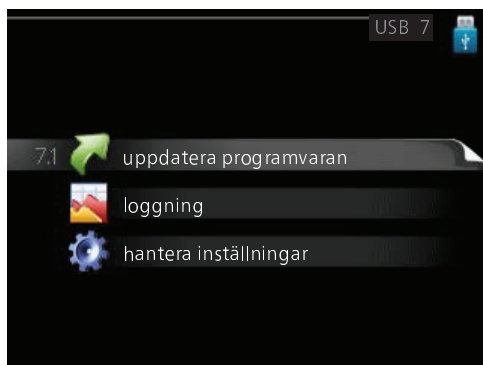 USB 7
7.1 uppdatera programvaran
loggning
hantera inställningar